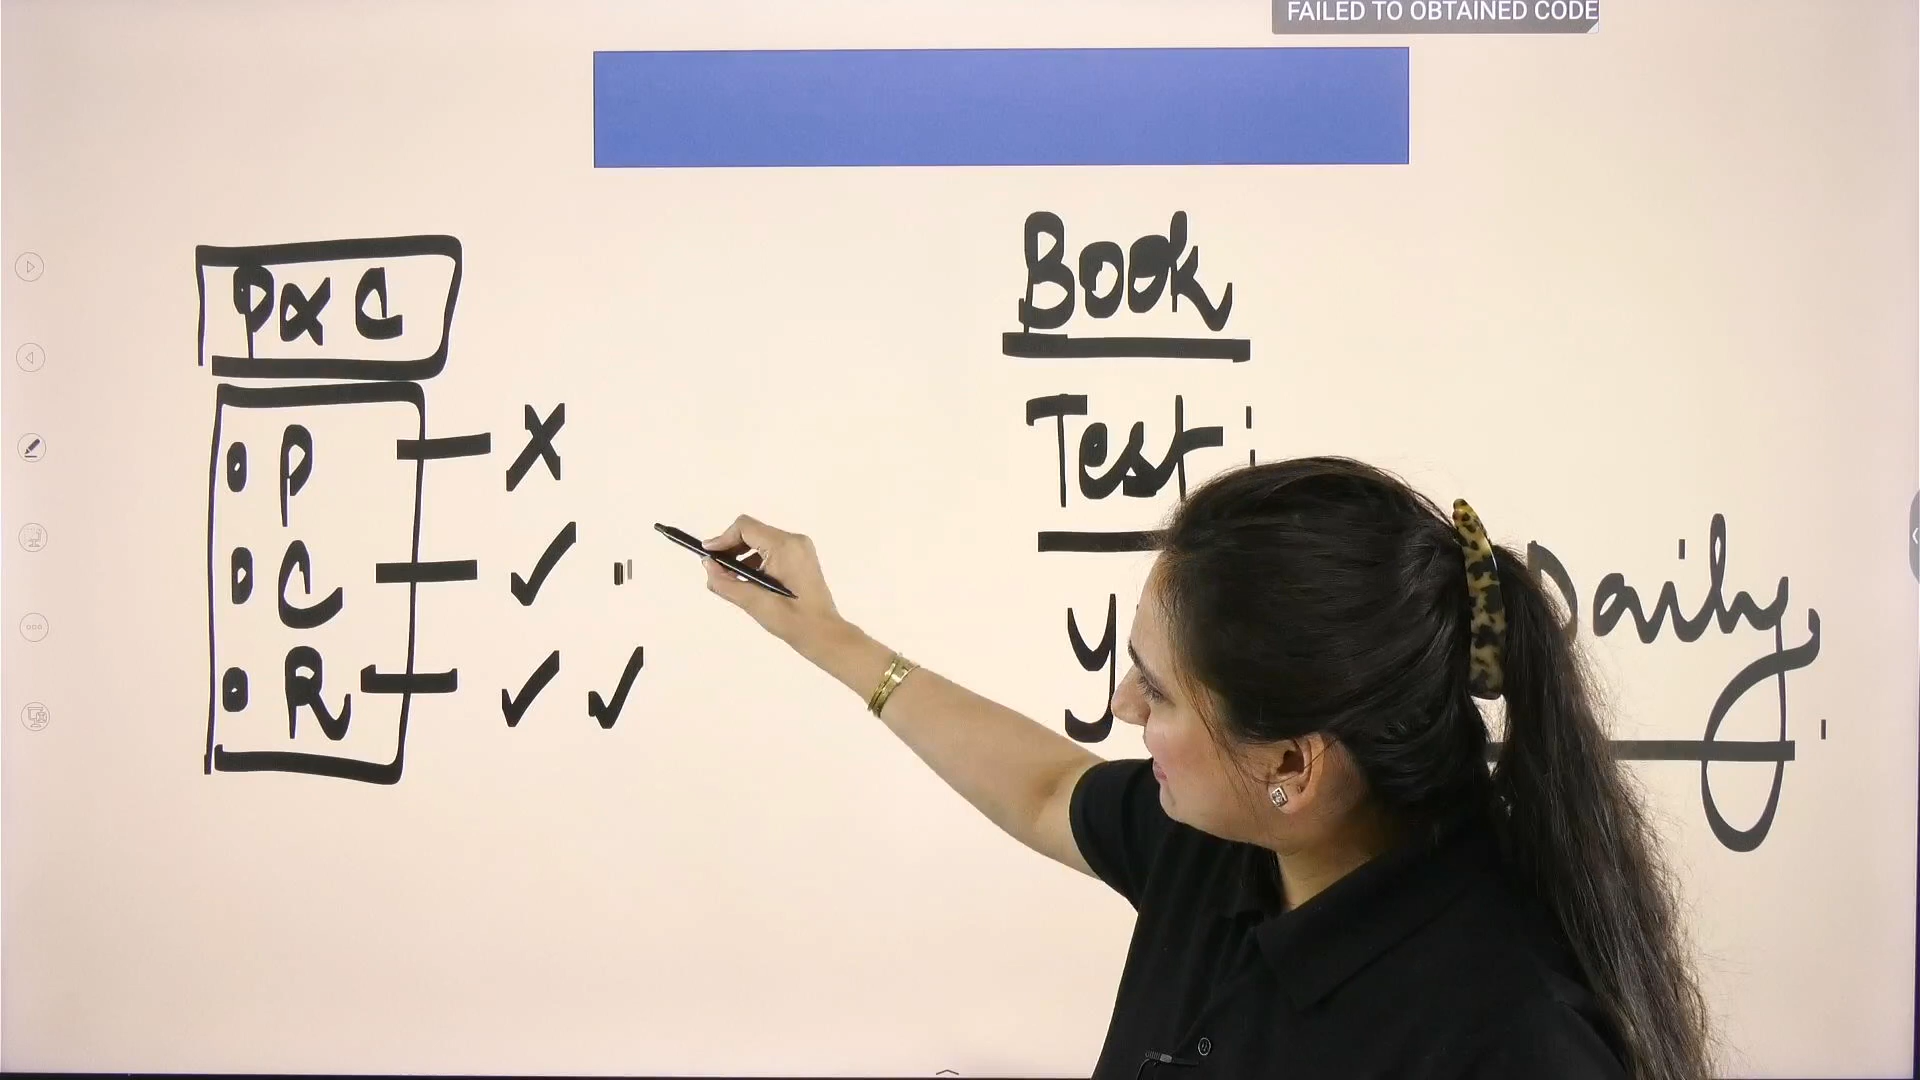 FAILED TO OBTAINED CODE
P & C
P X
C ✓
R ✓ ✓
Book
Test
Daily